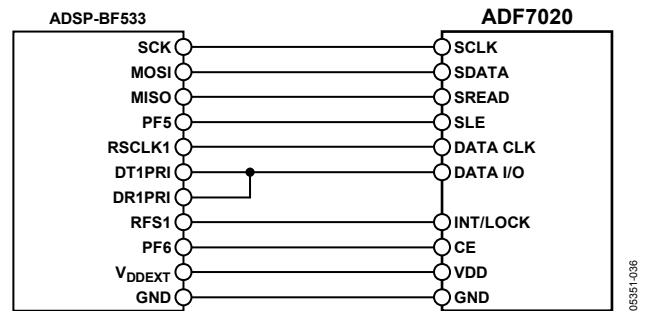 ADSP-BF533 ADF7020
SCK SCLK
MOSI SDATA
MISO SREAD
PF5 SLE
RSCLK1 DATA CLK
DT1PRI DATA I/O
DR1PRI
RFS1 INT/LOCK
PF6 CE
VDDEXT VDD
GND GND
05351-036